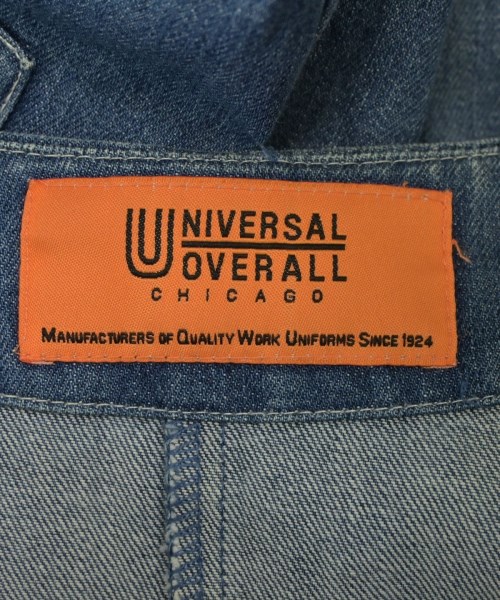 UNIVERSAL
OVERALL
CHICAGO
MANUFACTURERS OF QUALITY WORK UNIFORMS SINCE 1924